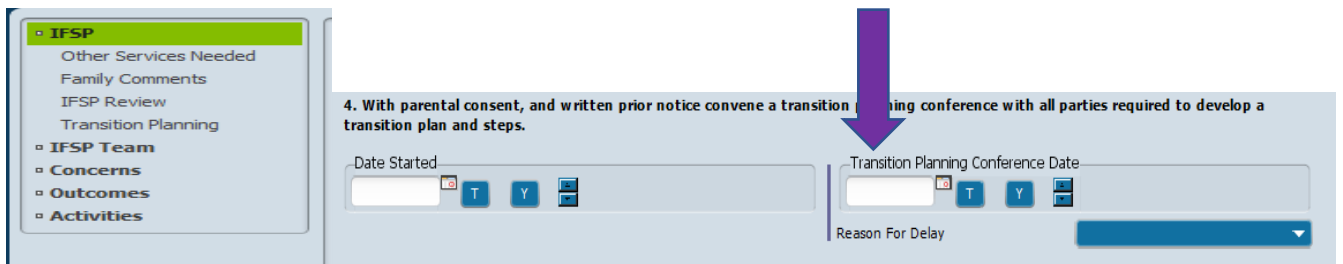 IFSP
Other Services Needed
Family Comments
IFSP Review
Transition Planning
IFSP Team
Concerns
Outcomes
Activities
4. With parental consent, and written prior notice convene a transition conference with all parties required to develop a
transition plan and steps.
Date Started
T Y
Transition Planning Conference Date
T Y
Reason For Delay